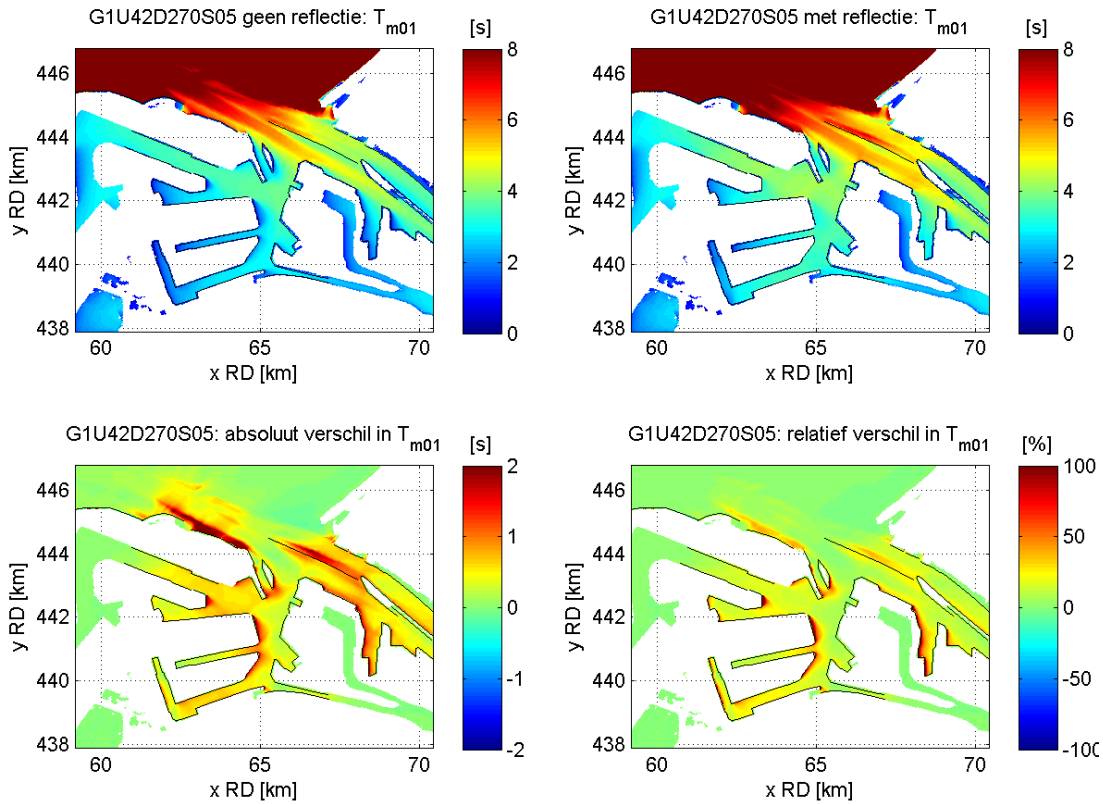 G1U42D270S05 geen reflectie: Tm01
[s]
8
6
4
2
0
446
444
442
440
438
y RD [km]
60 65 70
x RD [km]
G1U42D270S05 met reflectie: Tm01
[s]
8
6
4
2
0
446
444
442
440
438
y RD [km]
60 65 70
x RD [km]
G1U42D270S05: absoluut verschil in Tm01
[s]
2
1
0
-1
-2
446
444
442
440
438
y RD [km]
60 65 70
x RD [km]
G1U42D270S05: relatief verschil in Tm01
[%]
100
50
0
-50
-100
446
444
442
440
438
y RD [km]
60 65 70
x RD [km]